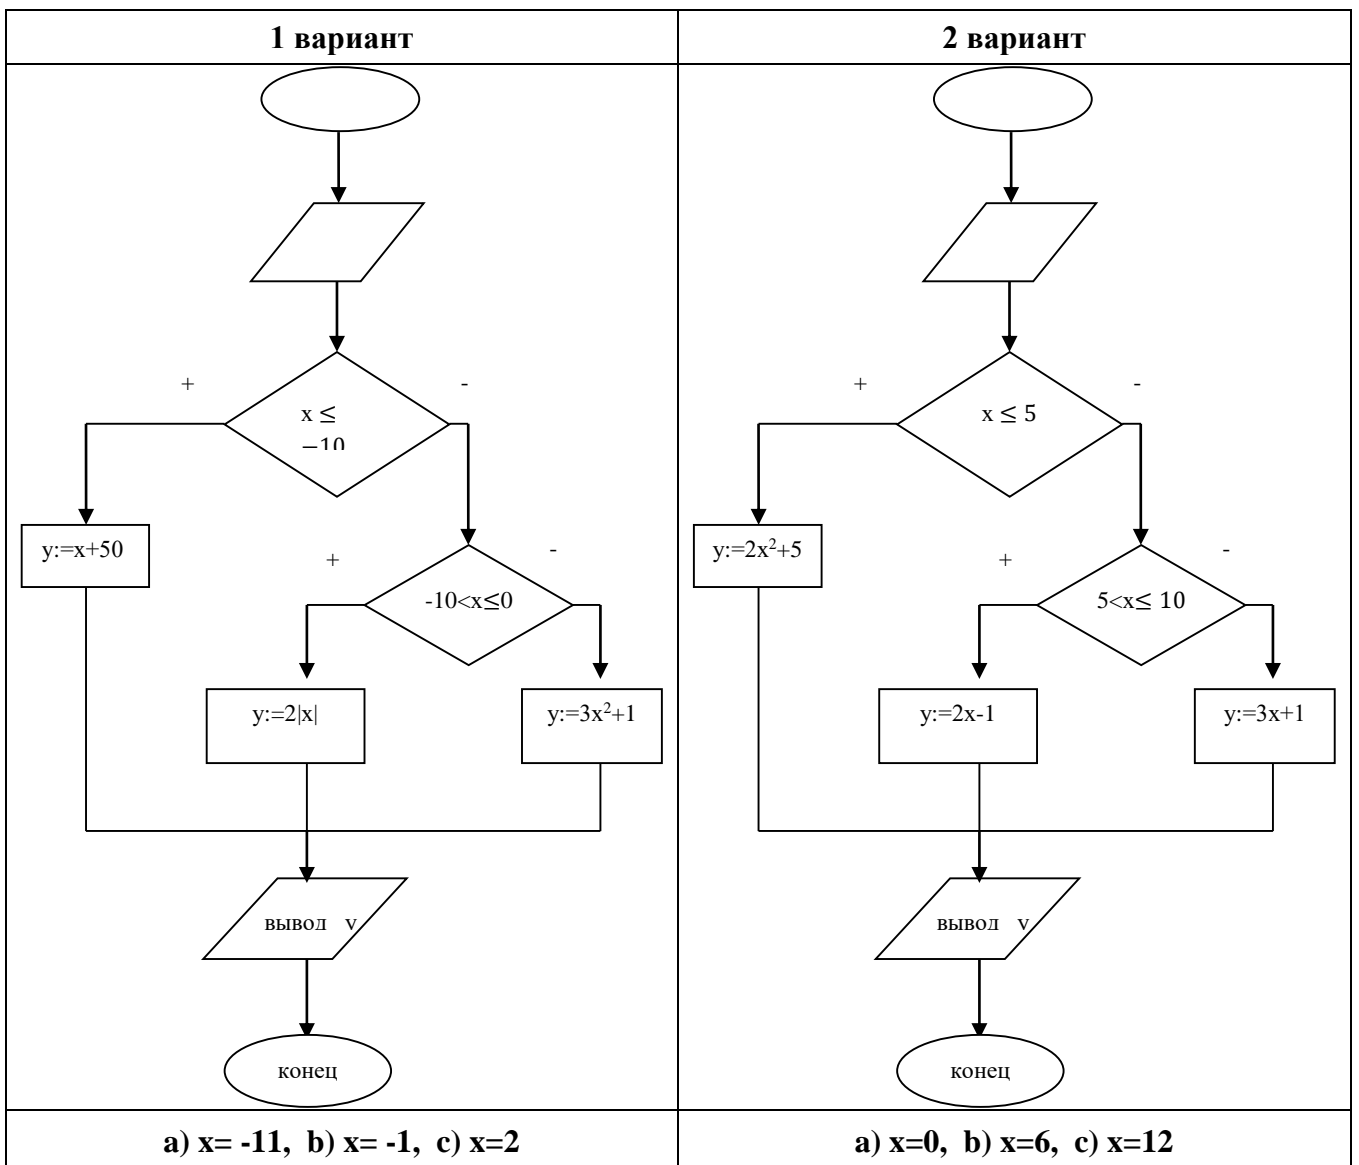 1 вариант
2 вариант
+
-
x ≤
−10
y:=x+50
+
-
-10<x≤0
y:=2|x|
y:=3x²+1
вывод y
конец
+
-
x ≤ 5
y:=2x²+5
+
-
5<x≤ 10
y:=2x-1
y:=3x+1
вывод y
конец
a) x= -11, b) x= -1, c) x=2
a) x=0, b) x=6, c) x=12